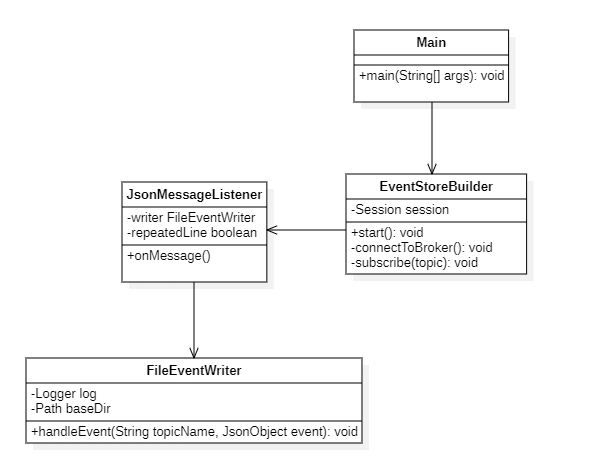 Main
+main(String[] args): void
EventStoreBuilder
-Session session
+start(): void
-connectToBroker(): void
-subscribe(topic): void
JsonMessageListener
-writer FileEventWriter
-repeatedLine boolean
+onMessage()
FileEventWriter
-Logger log
-Path baseDir
+handleEvent(String topicName, JsonObject event): void